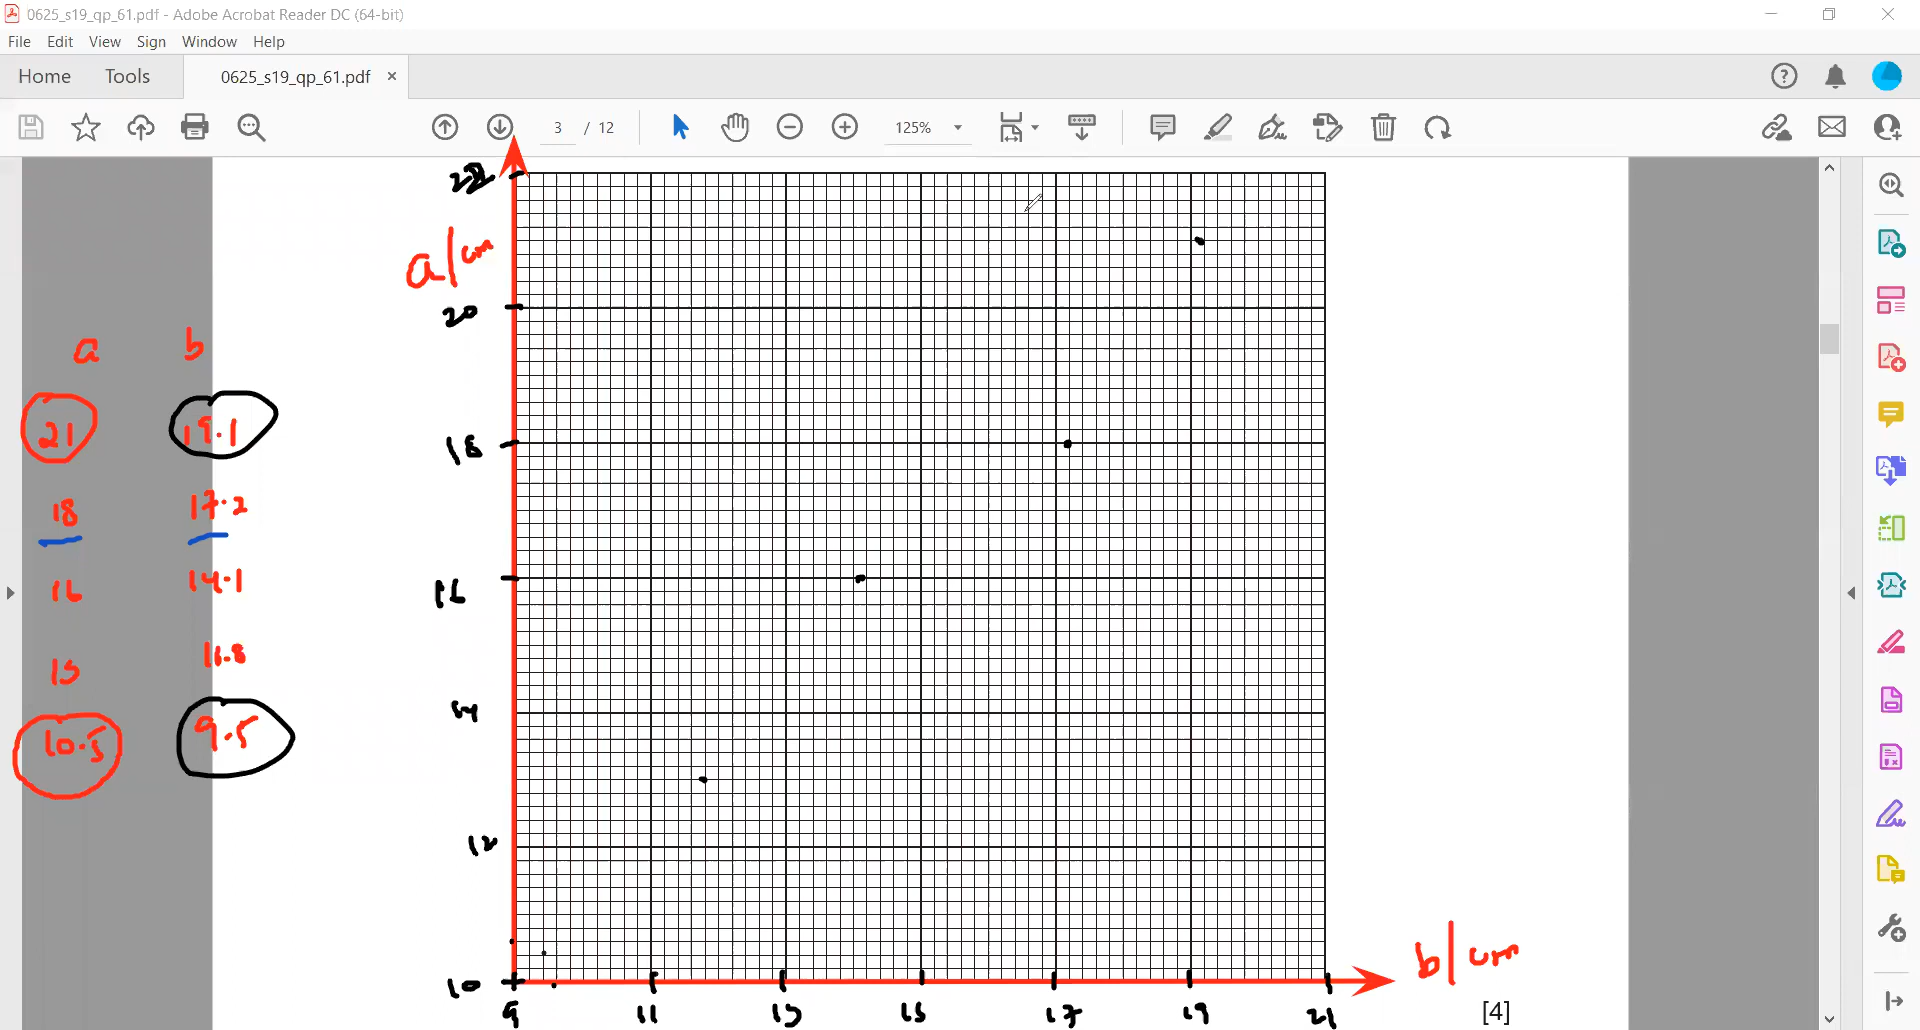 0625_s19_qp_61.pdf - Adobe Acrobat Reader DC (64-bit)
File Edit View Sign Window Help
Home Tools 0625_s19_qp_61.pdf ×
3 / 12 125%
22
a/cm
20
a b
21 19.1
18
18 17.2
16 14.1
16
15 11.8
14
10.5 9.5
12
b/cm
10
9 11 13 15 17 19 21
[4]